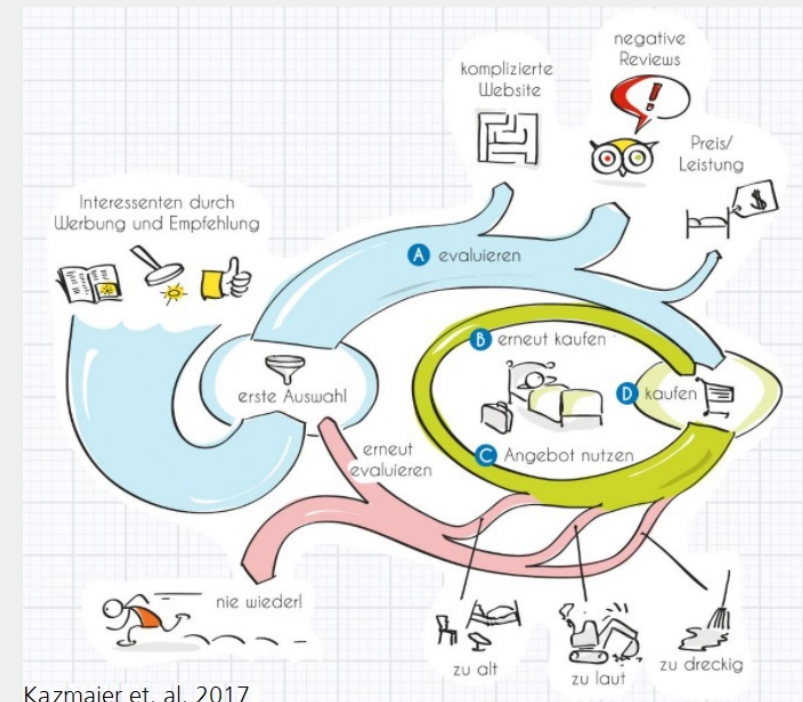 negative
Reviews
komplizierte
Website
Preis/
Leistung
$
Interessenten durch
Werbung und Empfehlung
A evaluieren
B erneut kaufen
erste Auswahl
D kaufen
erneut
evaluieren
C Angebot nutzen
nie wieder!
zu alt
zu laut
zu dreckig
Kazmaier et. al. 2017